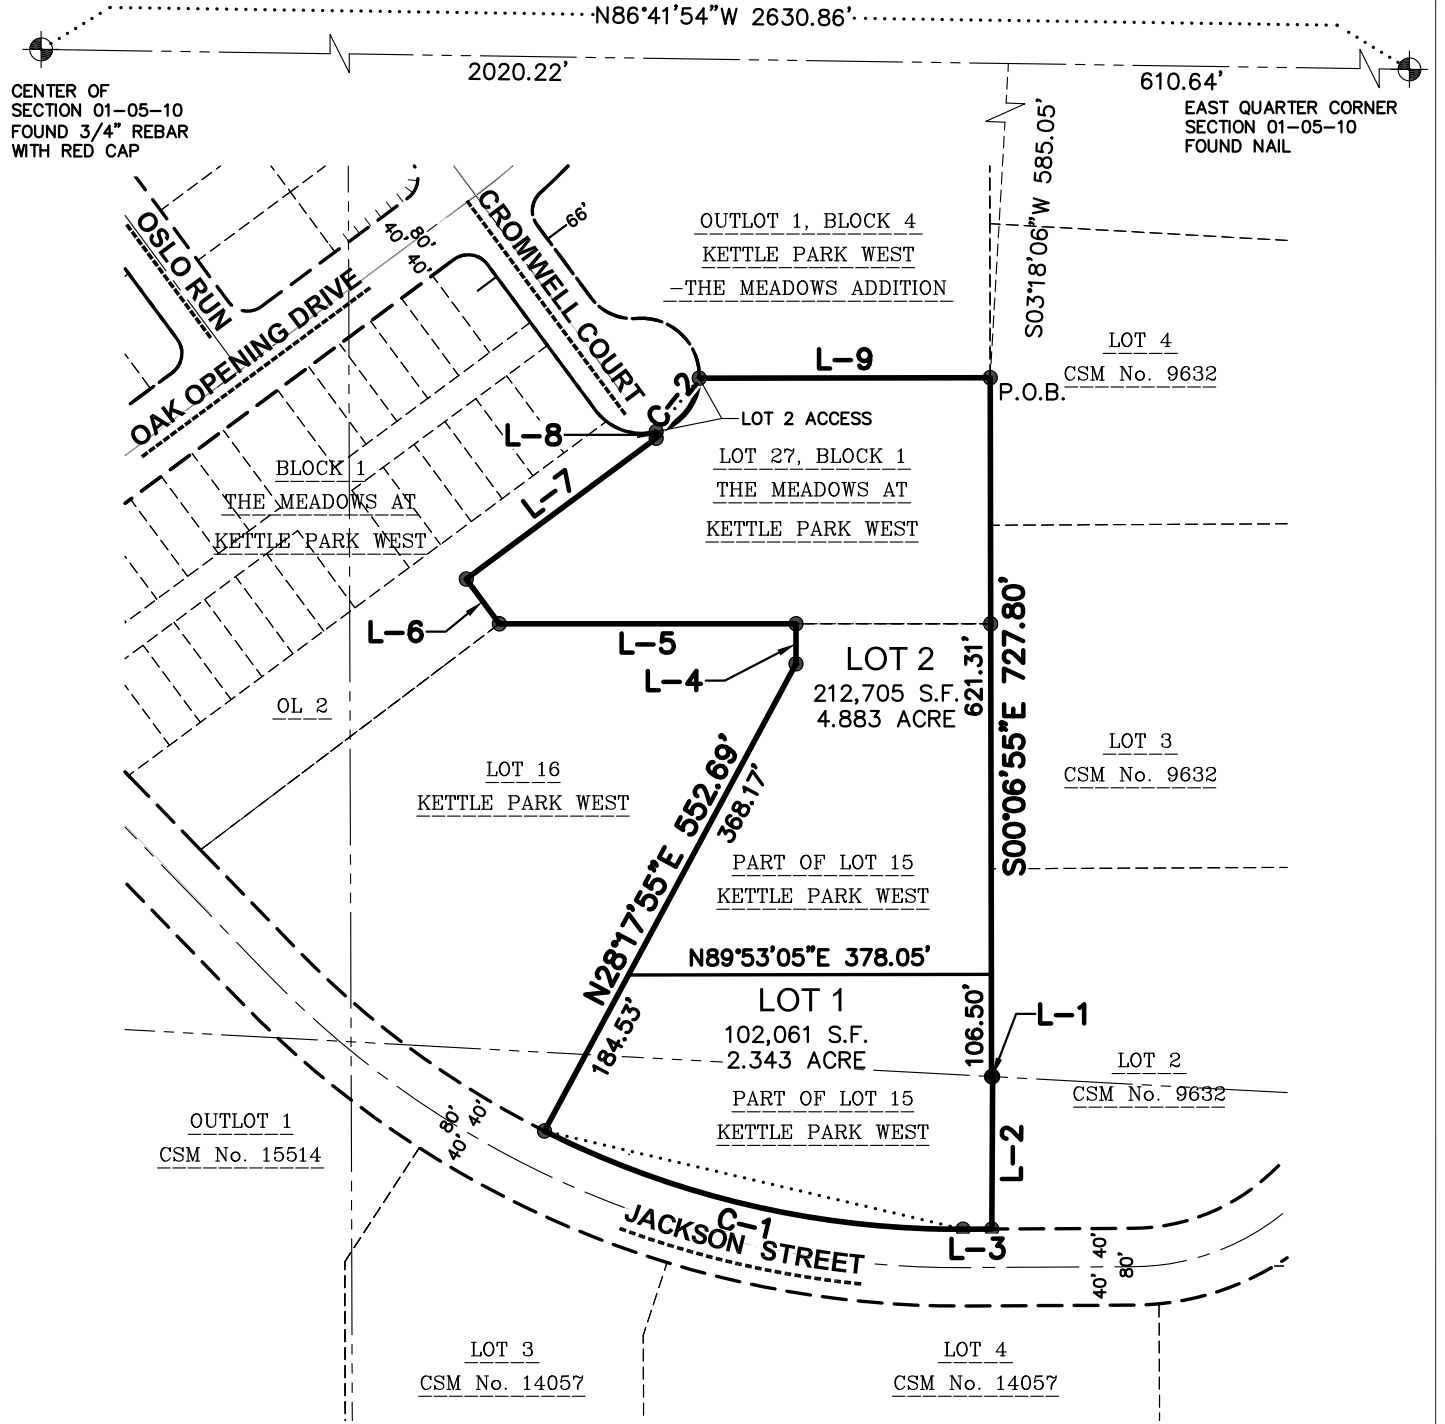 N86°41'54"W 2630.86'
2020.22'
610.64'
CENTER OF
SECTION 01-05-10
FOUND 3/4" REBAR
WITH RED CAP
EAST QUARTER CORNER
SECTION 01-05-10
FOUND NAIL
S03°18'06"W 585.05'
OSLO RUN
OAK OPENING DRIVE
40'
80'
40'
CROMWELL COURT
66'
OUTLOT 1, BLOCK 4
KETTLE PARK WEST
-THE MEADOWS ADDITION
LOT 4
CSM No. 9632
L-9
P.O.B.
C-2
LOT 2 ACCESS
L-8
L-7
LOT 27, BLOCK 1
THE MEADOWS AT
KETTLE PARK WEST
BLOCK 1
THE MEADOWS AT
KETTLE PARK WEST
L-6
L-5
L-4
LOT 2
212,705 S.F.
4.883 ACRE
621.31'
S00°06'55"E 727.80'
OL 2
LOT 16
KETTLE PARK WEST
LOT 3
CSM No. 9632
N28°17'55"E 552.69'
368.17'
PART OF LOT 15
KETTLE PARK WEST
N89°53'05"E 378.05'
LOT 1
102,061 S.F.
2.343 ACRE
184.53'
106.50'
L-1
LOT 2
CSM No. 9632
PART OF LOT 15
KETTLE PARK WEST
OUTLOT 1
CSM No. 15514
80'
40'
40'
L-2
C-1
JACKSON STREET
L-3
40'
40'
80'
LOT 3
CSM No. 14057
LOT 4
CSM No. 14057